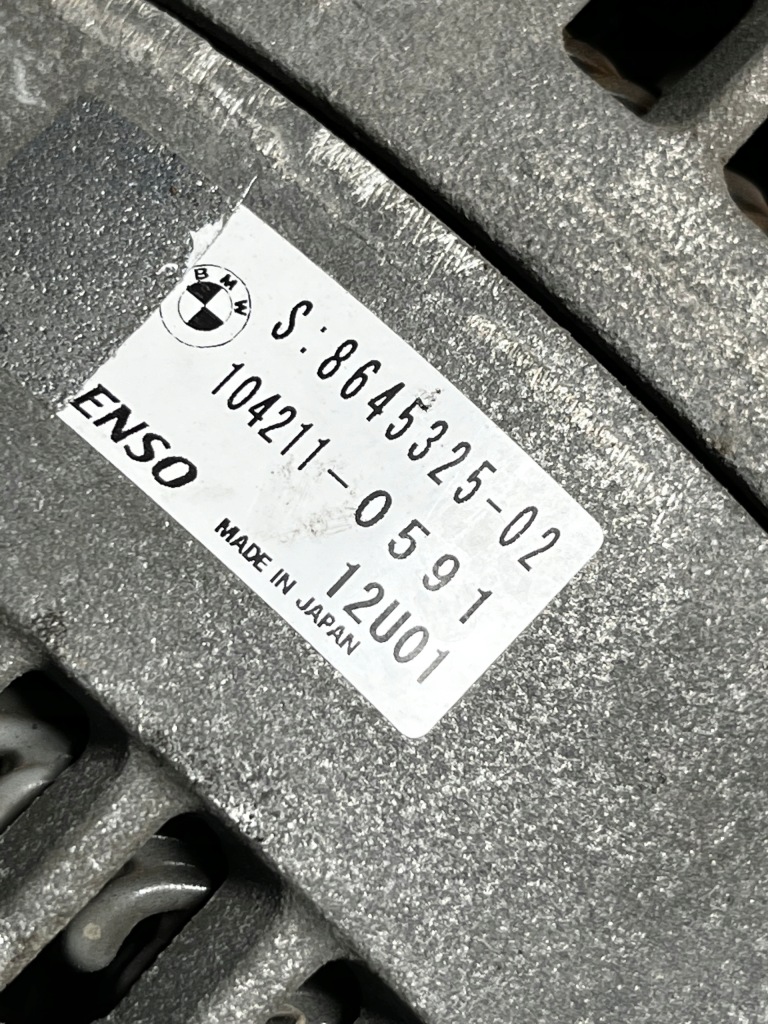 BMW
S:8645325-02
104211-0591
12U01
ENSO
MADE IN JAPAN